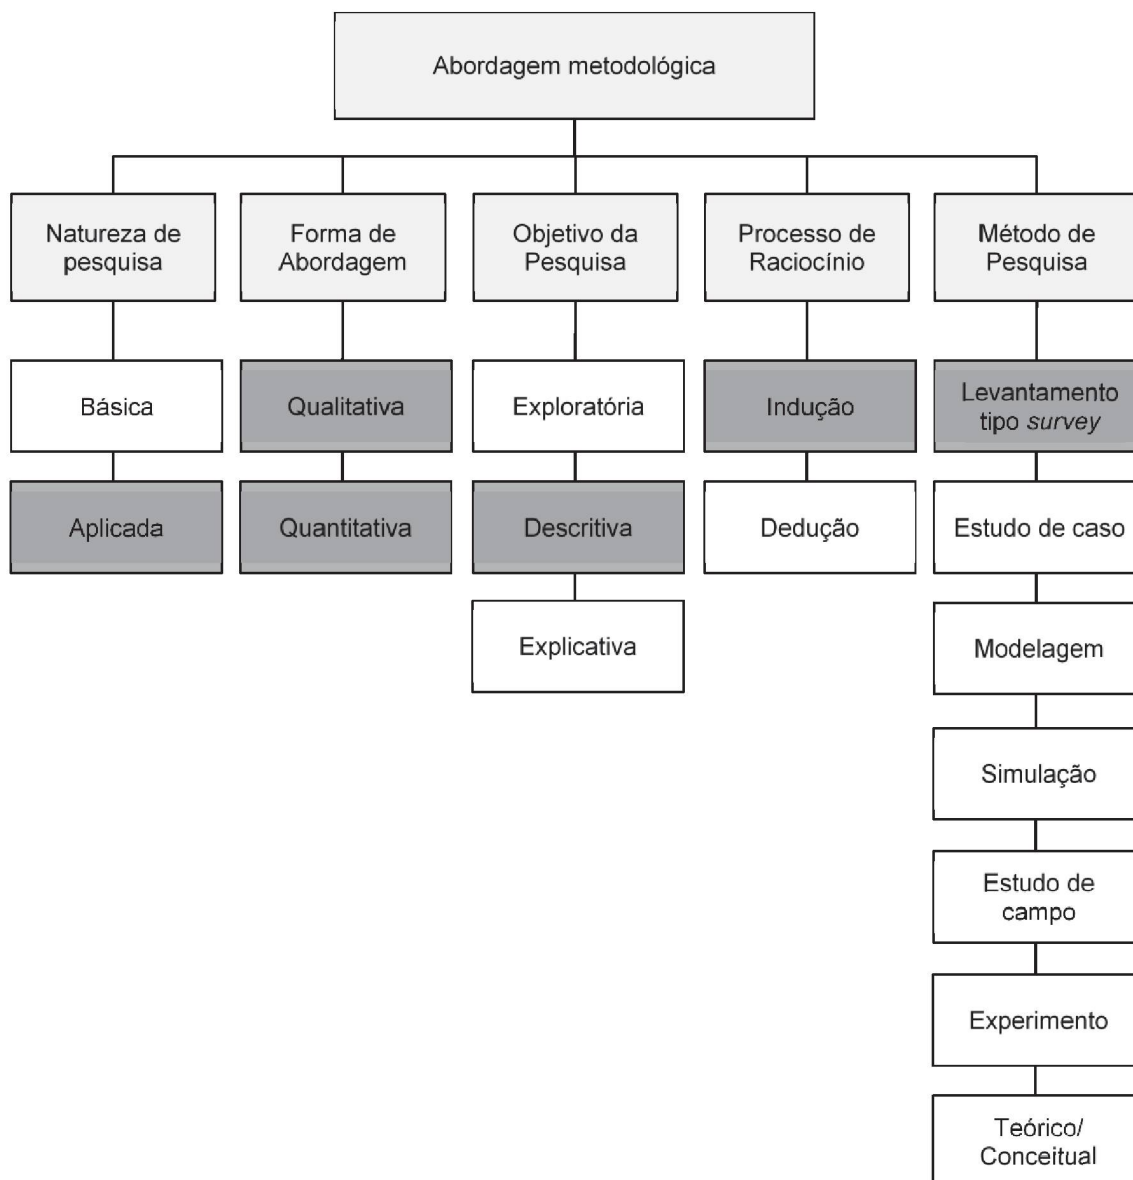 Abordagem metodológica
Natureza de
pesquisa
Forma de
Abordagem
Objetivo da
Pesquisa
Processo de
Raciocínio
Método de
Pesquisa
Básica
Qualitativa
Exploratória
Indução
Levantamento
tipo survey
Aplicada
Quantitativa
Descritiva
Dedução
Estudo de caso
Explicativa
Modelagem
Simulação
Estudo de
campo
Experimento
Teórico/
Conceitual